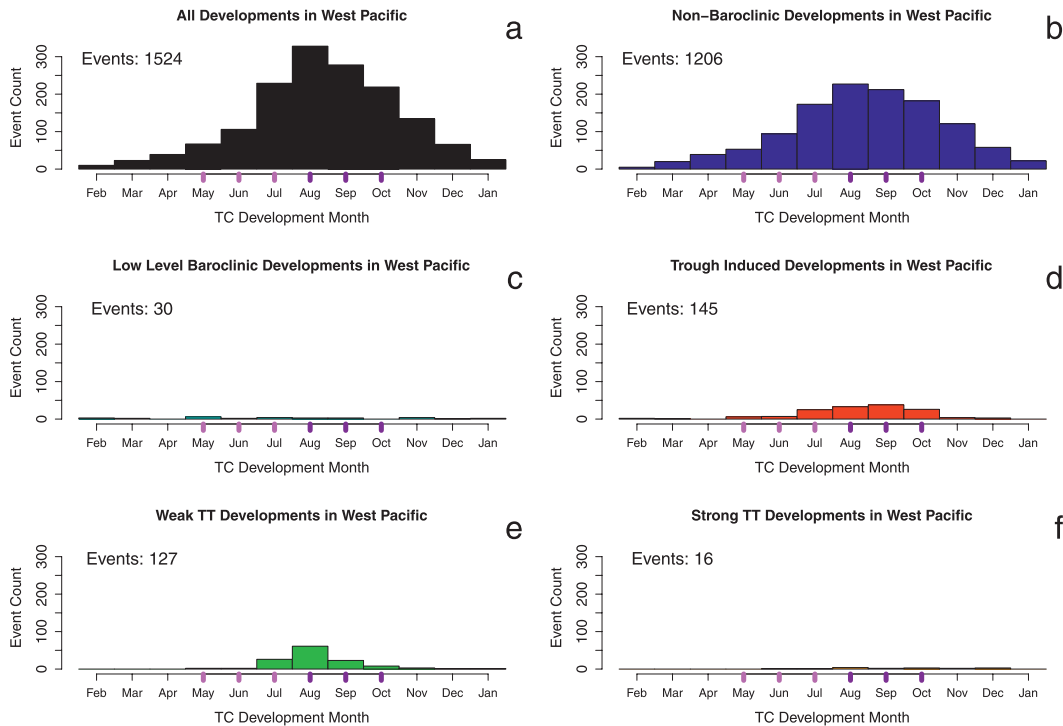 All Developments in West Pacific
a
Events: 1524
Event Count
0 100 200 300
Feb Mar Apr May Jun Jul Aug Sep Oct Nov Dec Jan
TC Development Month
Non−Baroclinic Developments in West Pacific
b
Events: 1206
Event Count
0 100 200 300
Feb Mar Apr May Jun Jul Aug Sep Oct Nov Dec Jan
TC Development Month
Low Level Baroclinic Developments in West Pacific
c
Events: 30
Event Count
0 100 200 300
Feb Mar Apr May Jun Jul Aug Sep Oct Nov Dec Jan
TC Development Month
Trough Induced Developments in West Pacific
d
Events: 145
Event Count
0 100 200 300
Feb Mar Apr May Jun Jul Aug Sep Oct Nov Dec Jan
TC Development Month
Weak TT Developments in West Pacific
e
Events: 127
Event Count
0 100 200 300
Feb Mar Apr May Jun Jul Aug Sep Oct Nov Dec Jan
TC Development Month
Strong TT Developments in West Pacific
f
Events: 16
Event Count
0 100 200 300
Feb Mar Apr May Jun Jul Aug Sep Oct Nov Dec Jan
TC Development Month